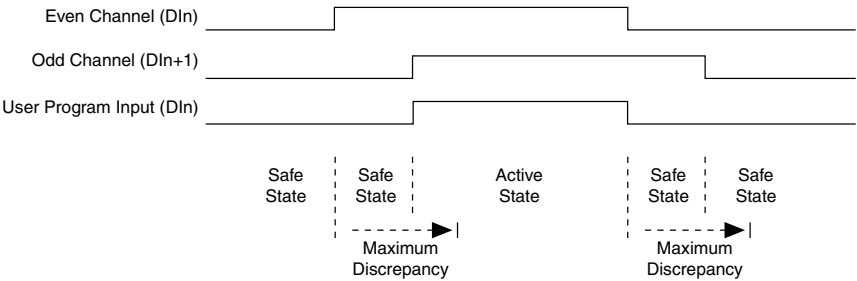 Even Channel (DIn)
Odd Channel (DIn+1)
User Program Input (DIn)
Safe
State
Safe
State
Active
State
Safe
State
Safe
State
Maximum
Discrepancy
Maximum
Discrepancy